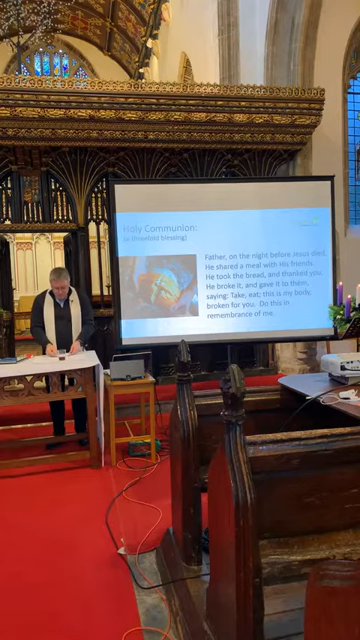 Holy Communion:
(a threefold blessing)
Father, on the night before Jesus died,
He shared a meal with His friends.
He took the bread, and thanked you.
He broke it, and gave it to them,
saying: Take, eat; this is my body,
broken for you. Do this in
remembrance of me.